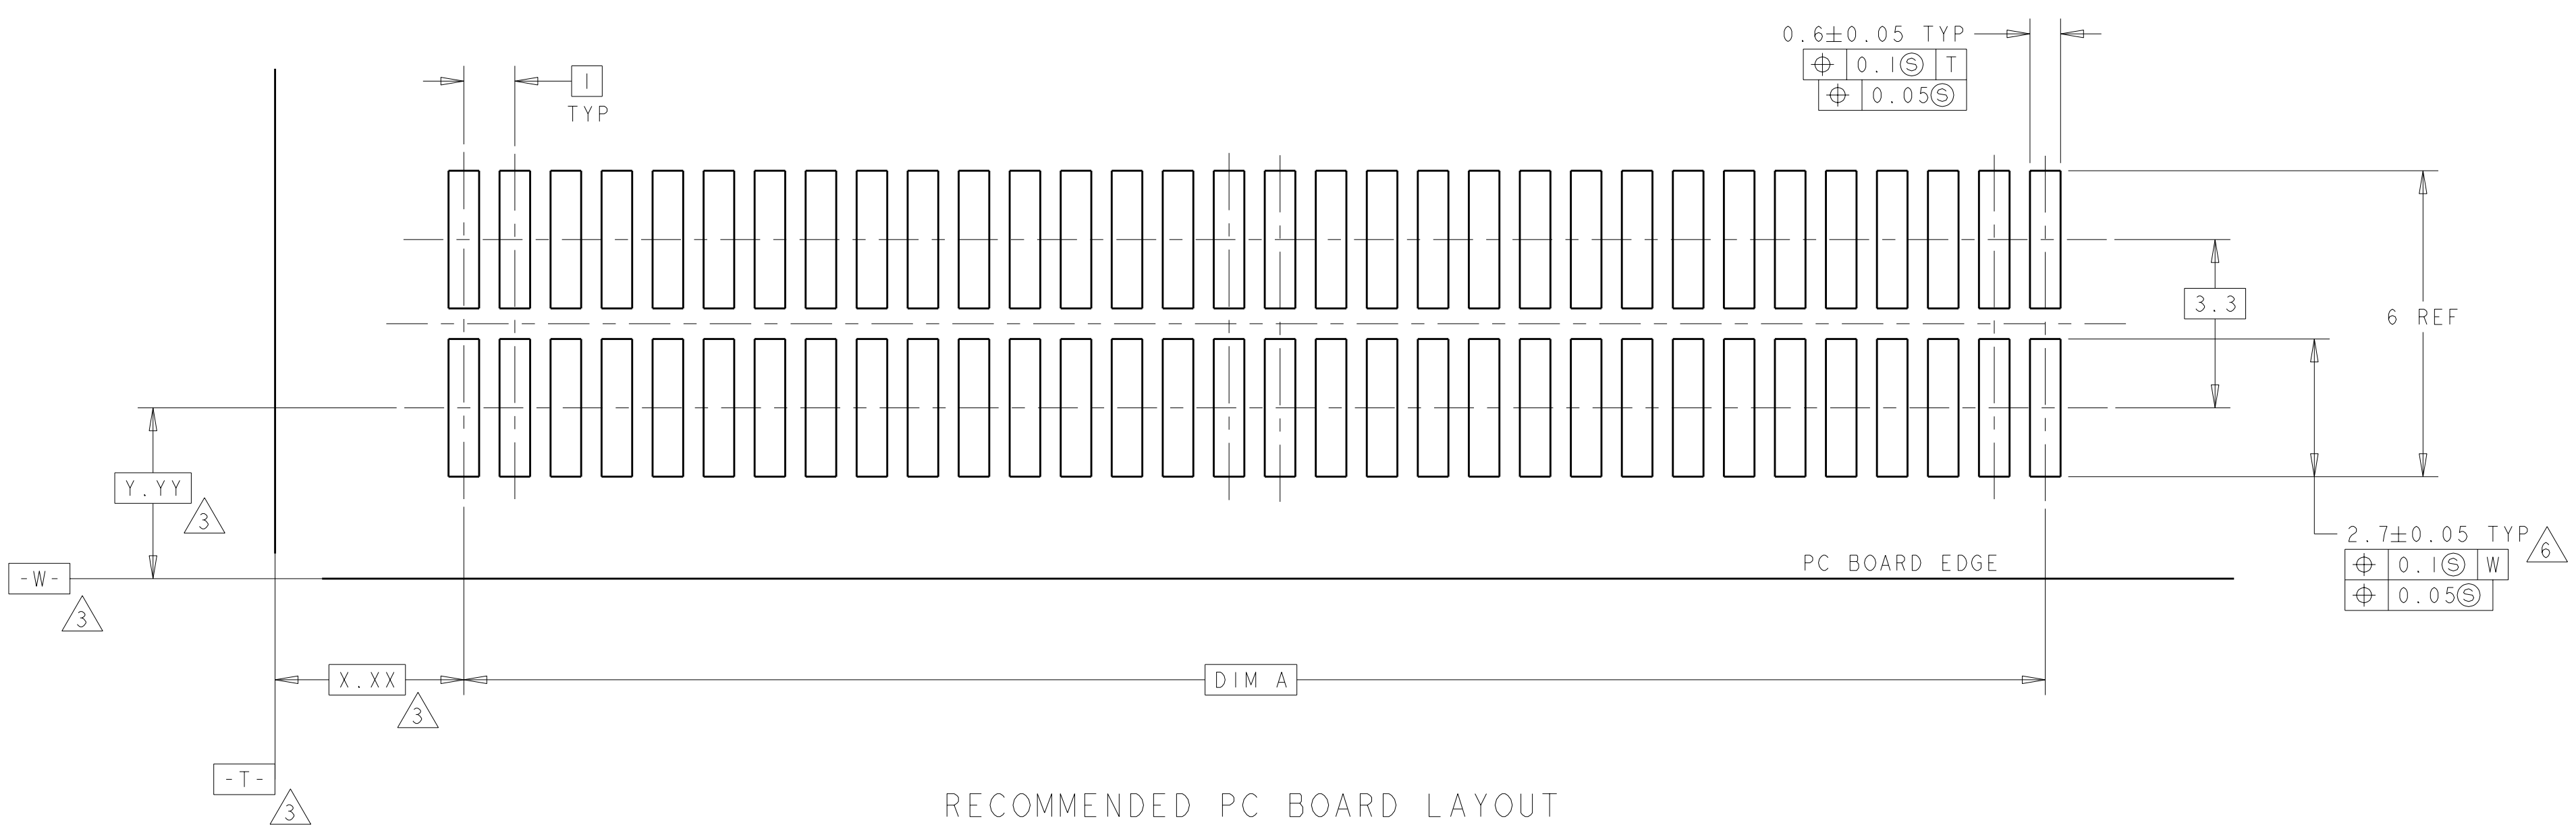 0.6±0.05 TYP
⌖ 0.1Ⓢ T
⌖ 0.05Ⓢ
1
TYP
3.3
6 REF
Y.YY
3
2.7±0.05 TYP 6
⌖ 0.1Ⓢ W
⌖ 0.05Ⓢ
PC BOARD EDGE
-W-
3
X.XX
3
DIM A
-T-
3
RECOMMENDED PC BOARD LAYOUT